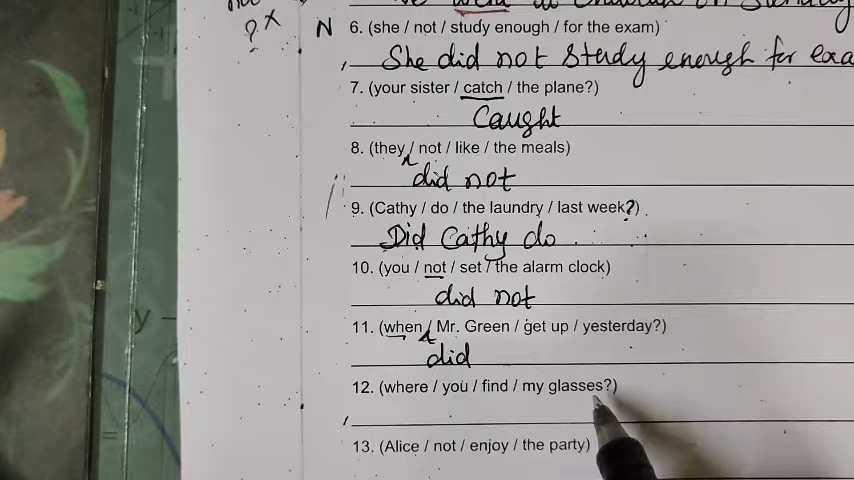 ? x N 6. (she / not / study enough / for the exam)
She did not study enough for exa
7. (your sister / catch / the plane?)
Caught
8. (they / not / like / the meals)
did not
9. (Cathy / do / the laundry / last week?)
Did Cathy do
10. (you / not / set / the alarm clock)
did not
11. (when / Mr. Green / get up / yesterday?)
did
12. (where / you / find / my glasses?)
13. (Alice / not / enjoy / the party)